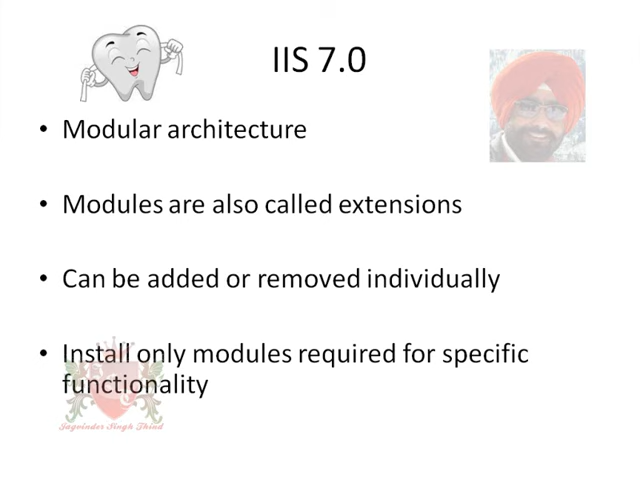 IIS 7.0
• Modular architecture
• Modules are also called extensions
• Can be added or removed individually
• Install only modules required for specific
functionality
Jagvinder Singh Thind